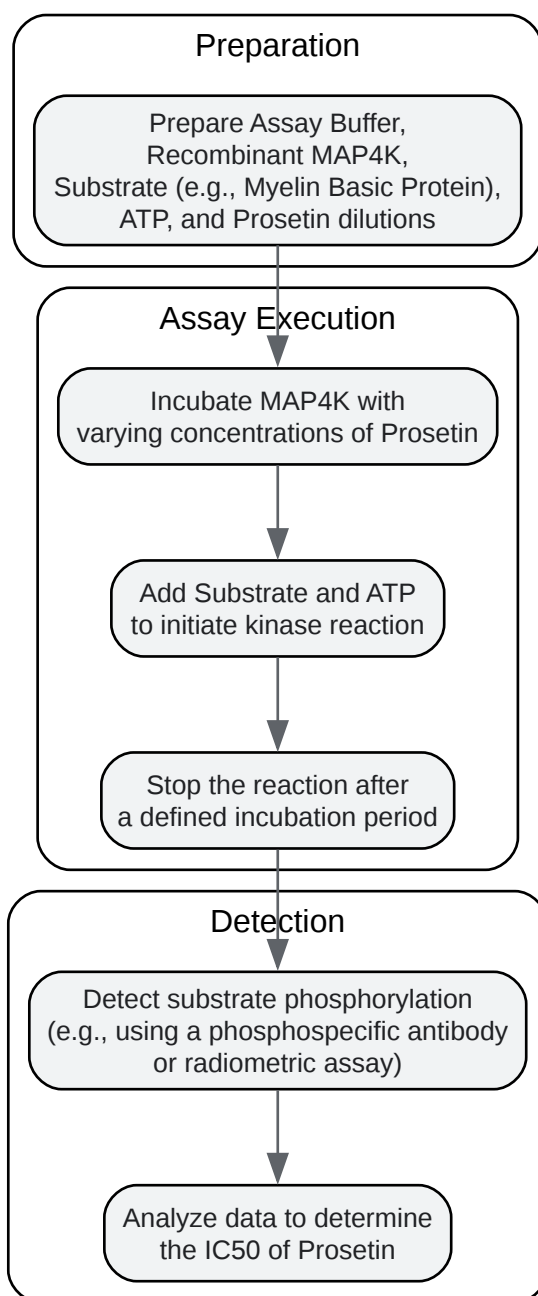 Preparation
Prepare Assay Buffer,
Recombinant MAP4K,
Substrate (e.g., Myelin Basic Protein),
ATP, and Prosetin dilutions
Assay Execution
Incubate MAP4K with
varying concentrations of Prosetin
Add Substrate and ATP
to initiate kinase reaction
Stop the reaction after
a defined incubation period
Detection
Detect substrate phosphorylation
(e.g., using a phosphospecific antibody
or radiometric assay)
Analyze data to determine
the IC50 of Prosetin